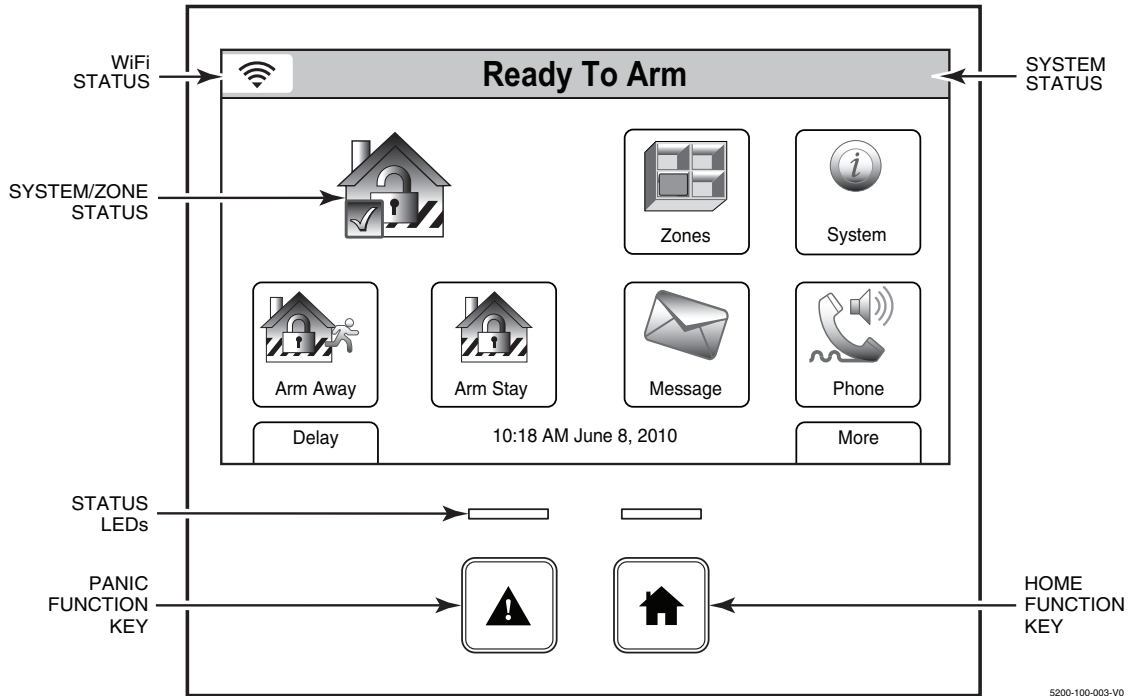 WiFi
STATUS
Ready To Arm
SYSTEM
STATUS
SYSTEM/ZONE
STATUS
Zones
System
Arm Away
Arm Stay
Message
Phone
Delay
10:18 AM June 8, 2010
More
STATUS
LEDs
PANIC
FUNCTION
KEY
HOME
FUNCTION
KEY
5200-100-003-V0